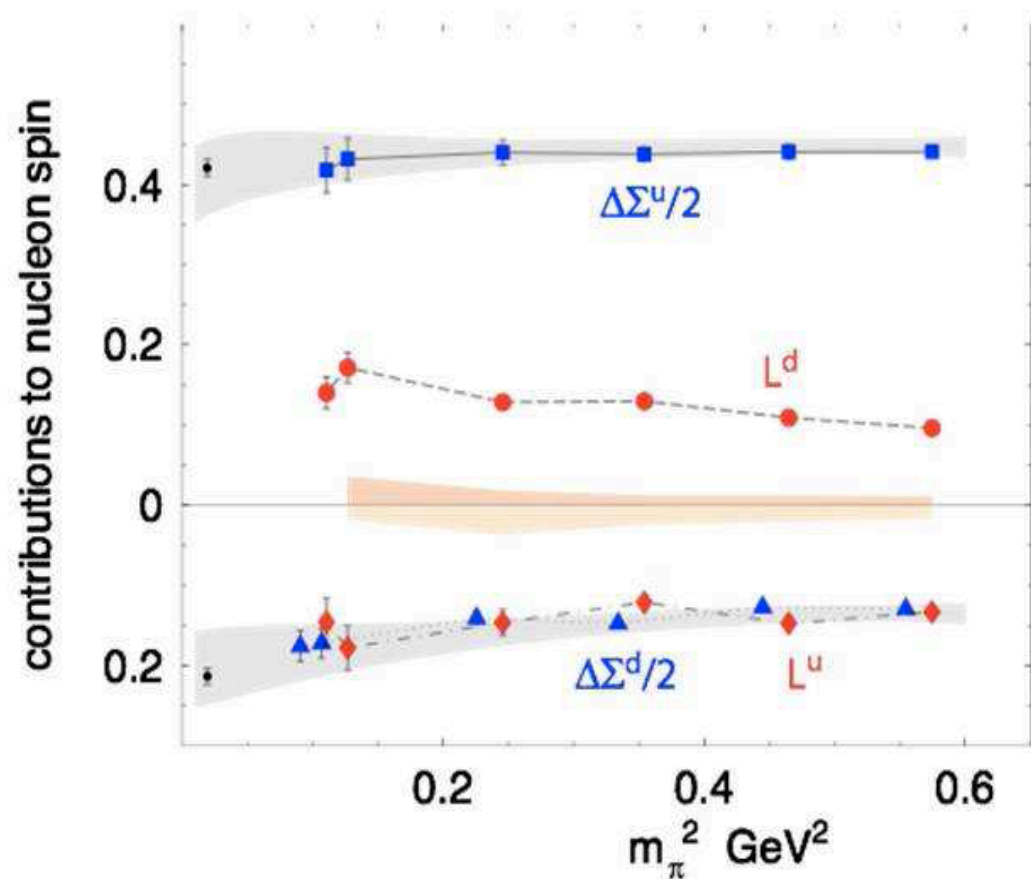 contributions to nucleon spin
0.4
ΔΣᵘ/2
0.2
Lᵈ
0
0.2
ΔΣᵈ/2
Lᵘ
0.2
0.4
0.6
mπ² GeV²